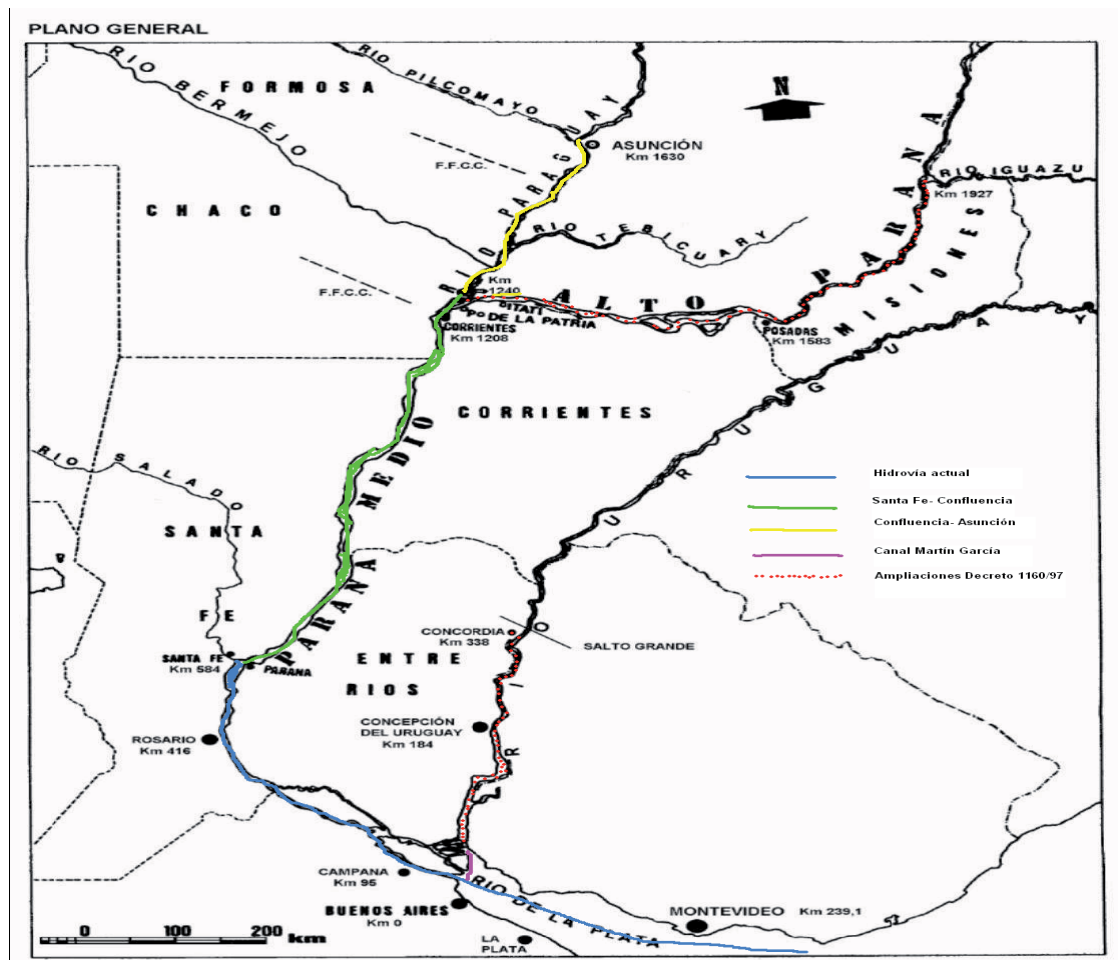 PLANO GENERAL
RIO PILCOMAYO
RIO BERMEJO
FORMOSA
N
ASUNCIÓN
Km 1630
F.F.C.C.
RIO PARAGUAY
RIO IGUAZU
Km 1927
CHACO
RIO TEBICUARY
PARANA
MISIONES
F.F.C.C.
Km
1240
ALTO
ITATI
DE LA PATRIA
CORRIENTES
Km 1208
POSADAS
Km 1583
RIO URUGUAY
CORRIENTES
PARANA MEDIO
RIO SALADO
Hidrovía actual
Santa Fe- Confluencia
Confluencia- Asunción
Canal Martín García
Ampliaciones Decreto 1160/97
SANTA
FE
CONCORDIA
Km 338
SALTO GRANDE
SANTA FE
Km 584
PARANA
ENTRE
RIOS
CONCEPCIÓN
DEL URUGUAY
Km 184
ROSARIO
Km 416
CAMPANA
Km 95
RIO DE LA PLATA
BUENOS AIRES
Km 0
MONTEVIDEO Km 239,1
LA
PLATA
0 100 200 km